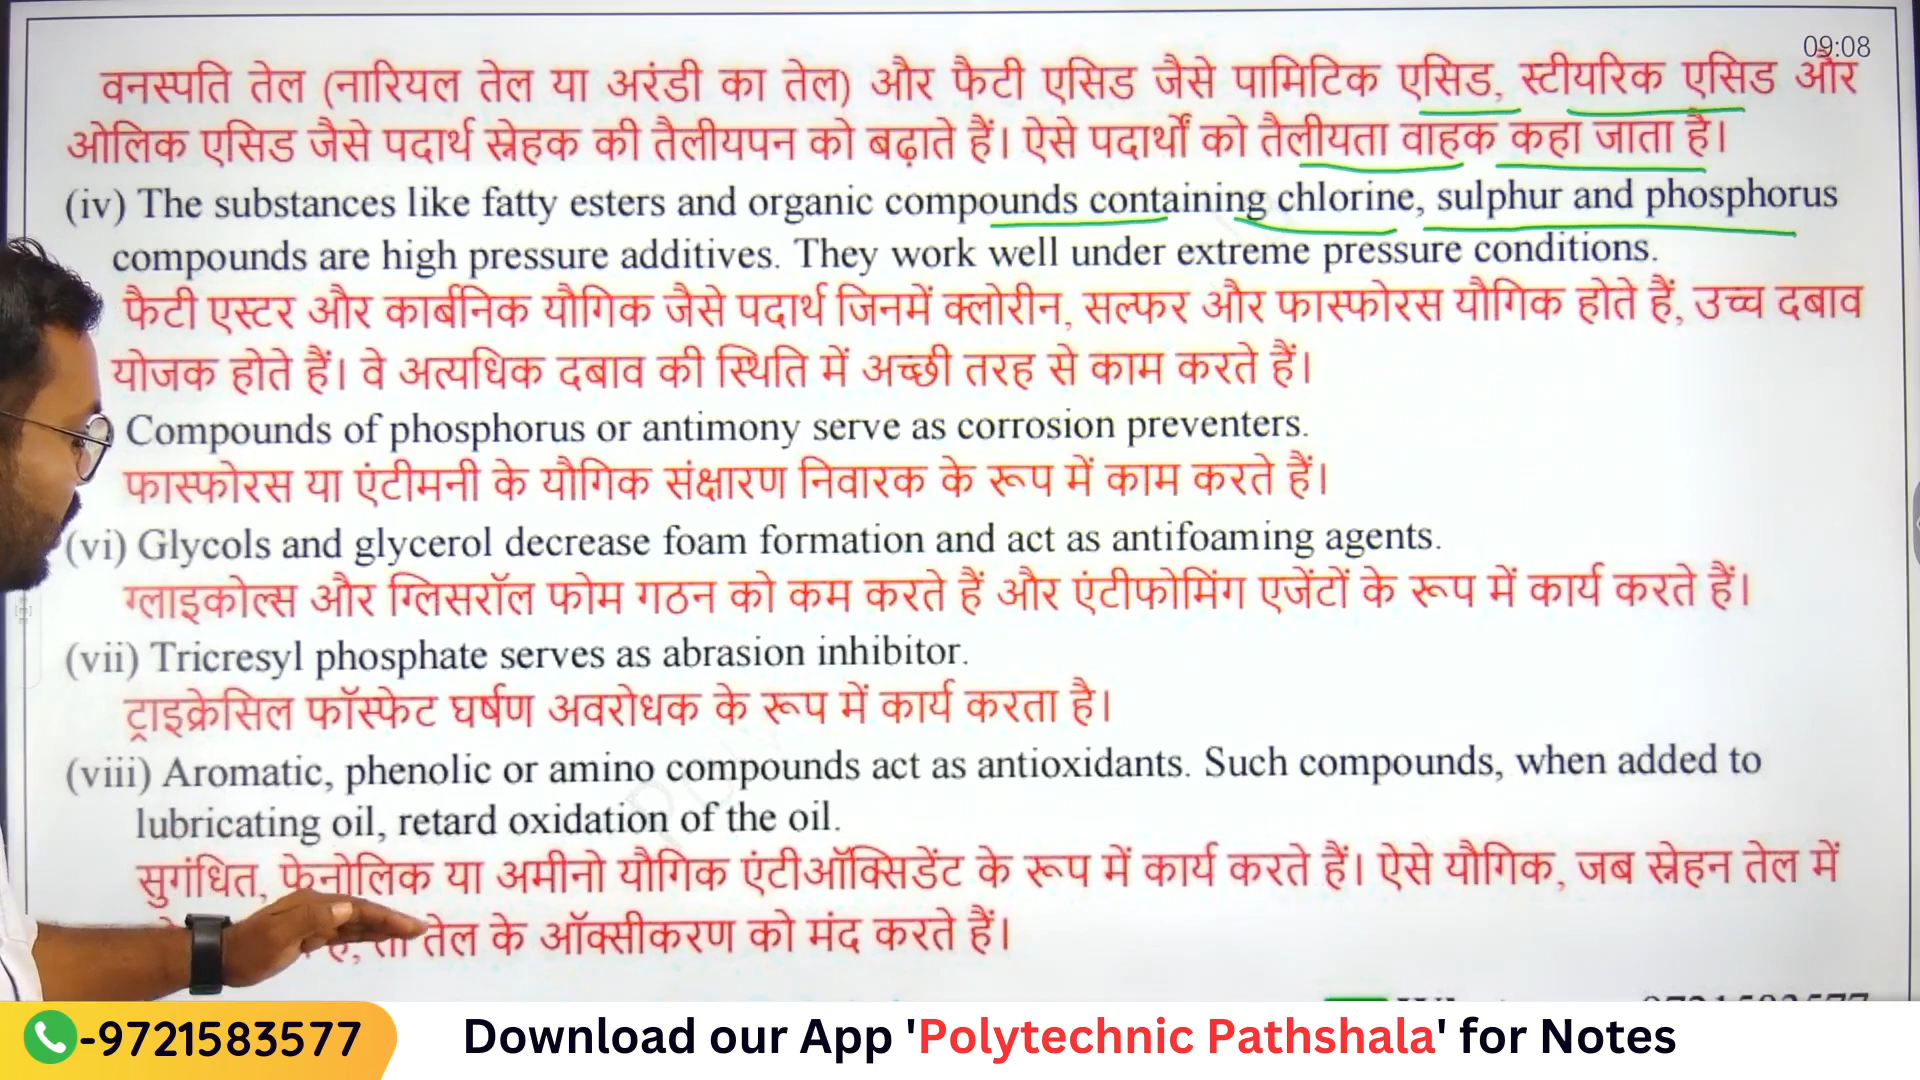 09:08
वनस्पति तेल (नारियल तेल या अरंडी का तेल) और फैटी एसिड जैसे पामिटिक एसिड, स्टीयरिक एसिड और
ओलिक एसिड जैसे पदार्थ स्नेहक की तैलीयपन को बढ़ाते हैं। ऐसे पदार्थों को तैलीयता वाहक कहा जाता है।
(iv) The substances like fatty esters and organic compounds containing chlorine, sulphur and phosphorus
compounds are high pressure additives. They work well under extreme pressure conditions.
फैटी एस्टर और कार्बनिक यौगिक जैसे पदार्थ जिनमें क्लोरीन, सल्फर और फास्फोरस यौगिक होते हैं, उच्च दबाव
योजक होते हैं। वे अत्यधिक दबाव की स्थिति में अच्छी तरह से काम करते हैं।
Compounds of phosphorus or antimony serve as corrosion preventers.
फास्फोरस या एंटीमनी के यौगिक संक्षारण निवारक के रूप में काम करते हैं।
(vi) Glycols and glycerol decrease foam formation and act as antifoaming agents.
ग्लाइकोल्स और ग्लिसरॉल फोम गठन को कम करते हैं और एंटीफोमिंग एजेंटों के रूप में कार्य करते हैं।
(vii) Tricresyl phosphate serves as abrasion inhibitor.
ट्राइक्रेसिल फॉस्फेट घर्षण अवरोधक के रूप में कार्य करता है।
(viii) Aromatic, phenolic or amino compounds act as antioxidants. Such compounds, when added to
lubricating oil, retard oxidation of the oil.
सुगंधित, फेनोलिक या अमीनो यौगिक एंटीऑक्सिडेंट के रूप में कार्य करते हैं। ऐसे यौगिक, जब स्नेहन तेल में
तेल के ऑक्सीकरण को मंद करते हैं।
-9721583577 Download our App 'Polytechnic Pathshala' for Notes